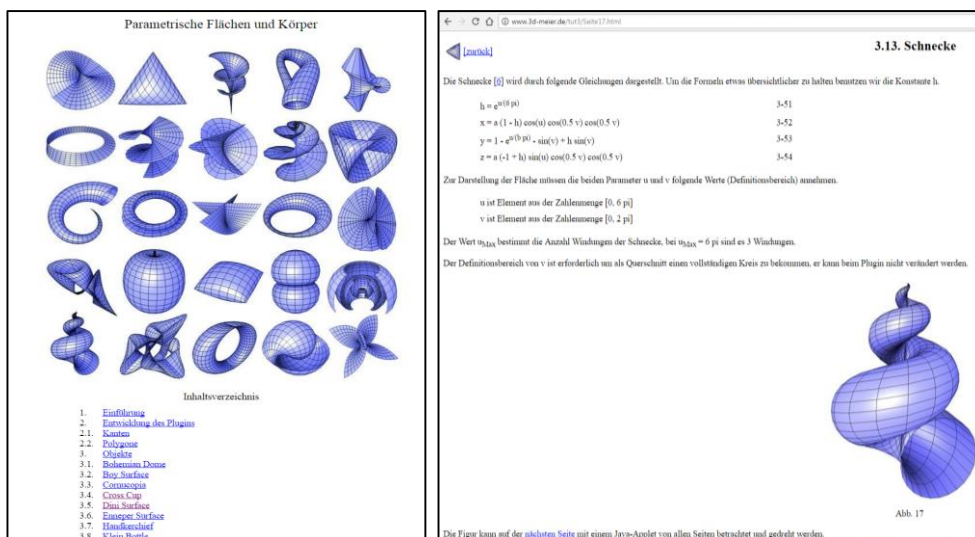 Parametrische Flächen und Körper
Inhaltsverzeichnis
1. Einführung
2. Entwicklung des Plugins
2.1. Kanten
2.2. Polygone
3. Objekte
3.1. Bohemian Dome
3.2. Boy Surface
3.3. Cornucopia
3.4. Cross Cup
3.5. Dini Surface
3.6. Enneper Surface
3.7. Handkerchief
3.8. Klein Bottle
www.3d-meier.de/tut3/Seite17.html
3.13. Schnecke
[zurück]
Die Schnecke [6] wird durch folgende Gleichungen dargestellt. Um die Formeln etwas übersichtlicher zu halten benutzen wir die Konstante h.
h = e^u/(6 pi) 3-51
x = a (1 - h) cos(u) cos(0.5 v) cos(0.5 v) 3-52
y = 1 - e^u/(b pi) - sin(v) + h sin(v) 3-53
z = a (-1 + h) sin(u) cos(0.5 v) cos(0.5 v) 3-54
Zur Darstellung der Fläche müssen die beiden Parameter u und v folgende Werte (Definitionsbereich) annehmen.
u ist Element aus der Zahlenmenge [0, 6 pi]
v ist Element aus der Zahlenmenge [0, 2 pi]
Der Wert uMax bestimmt die Anzahl Windungen der Schnecke, bei uMax = 6 pi sind es 3 Windungen.
Der Definitionsbereich von v ist erforderlich um als Querschnitt einen vollständigen Kreis zu bekommen, er kann beim Plugin nicht verändert werden.
Abb. 17
Die Figur kann auf der nächsten Seite mit einem Java-Applet von allen Seiten betrachtet und gedreht werden.